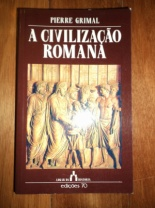 PIERRE GRIMAL
A CIVILIZAÇÃO
ROMANA
edições 70